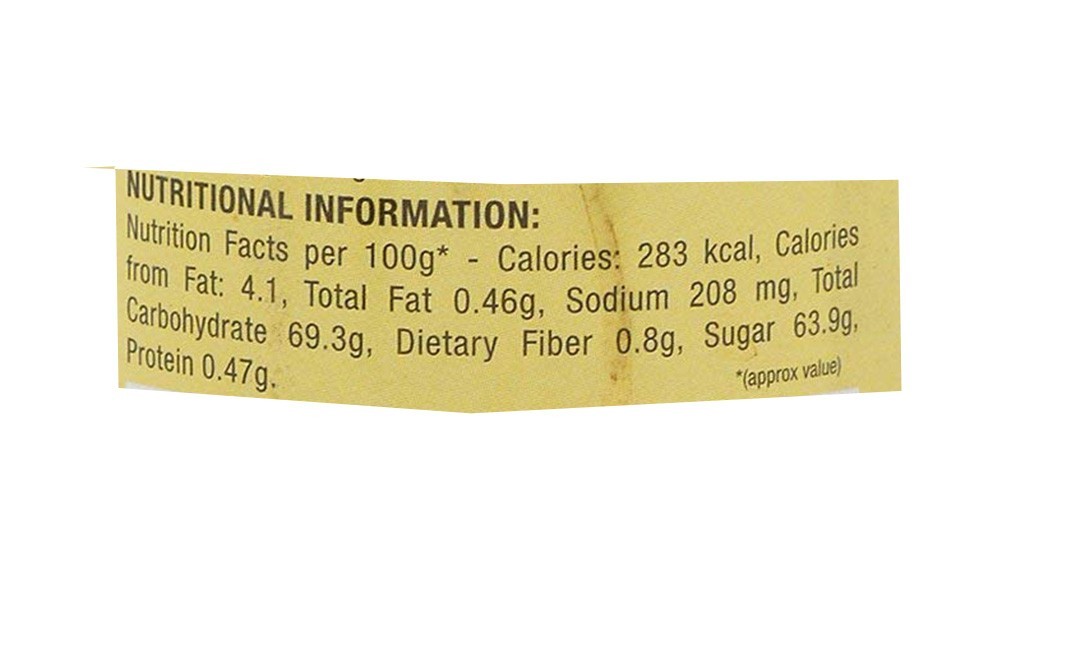 NUTRITIONAL INFORMATION:
Nutrition Facts per 100g* - Calories: 283 kcal, Calories
from Fat: 4.1, Total Fat 0.46g, Sodium 208 mg, Total
Carbohydrate 69.3g, Dietary Fiber 0.8g, Sugar 63.9g,
Protein 0.47g.
*(approx value)